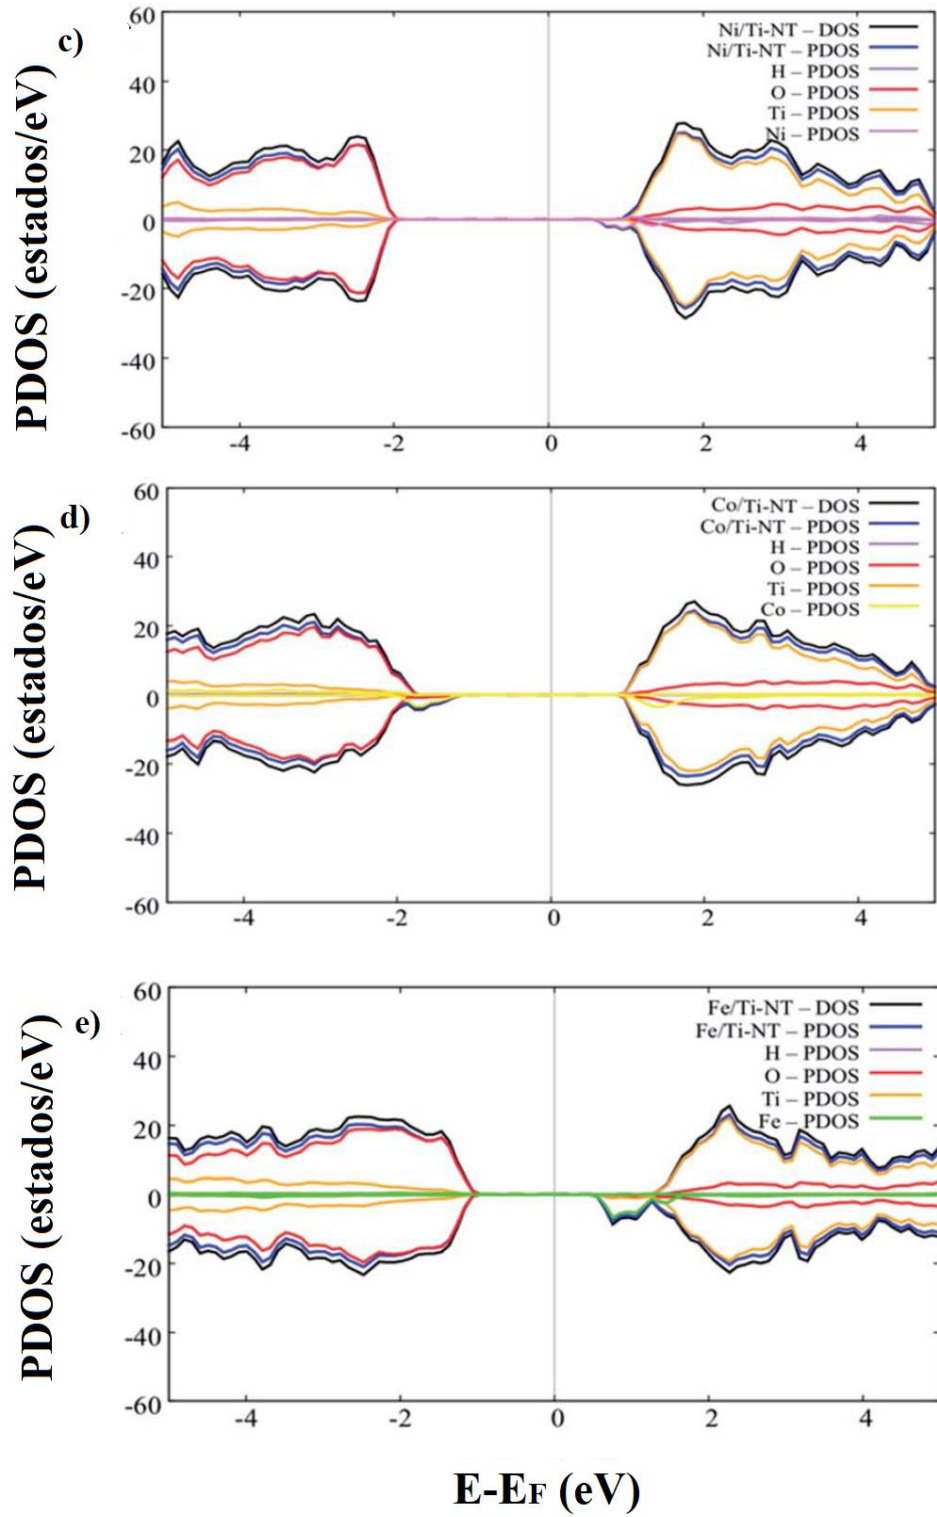 c)
PDOS (estados/eV)
60
40
20
0
-20
-40
-60
Ni/Ti-NT – DOS
Ni/Ti-NT – PDOS
H – PDOS
O – PDOS
Ti – PDOS
Ni – PDOS
-4 -2 0 2 4
d)
PDOS (estados/eV)
60
40
20
0
-20
-40
-60
Co/Ti-NT – DOS
Co/Ti-NT – PDOS
H – PDOS
O – PDOS
Ti – PDOS
Co – PDOS
-4 -2 0 2 4
e)
PDOS (estados/eV)
60
40
20
0
-20
-40
-60
Fe/Ti-NT – DOS
Fe/Ti-NT – PDOS
H – PDOS
O – PDOS
Ti – PDOS
Fe – PDOS
-4 -2 0 2 4
E-EF (eV)